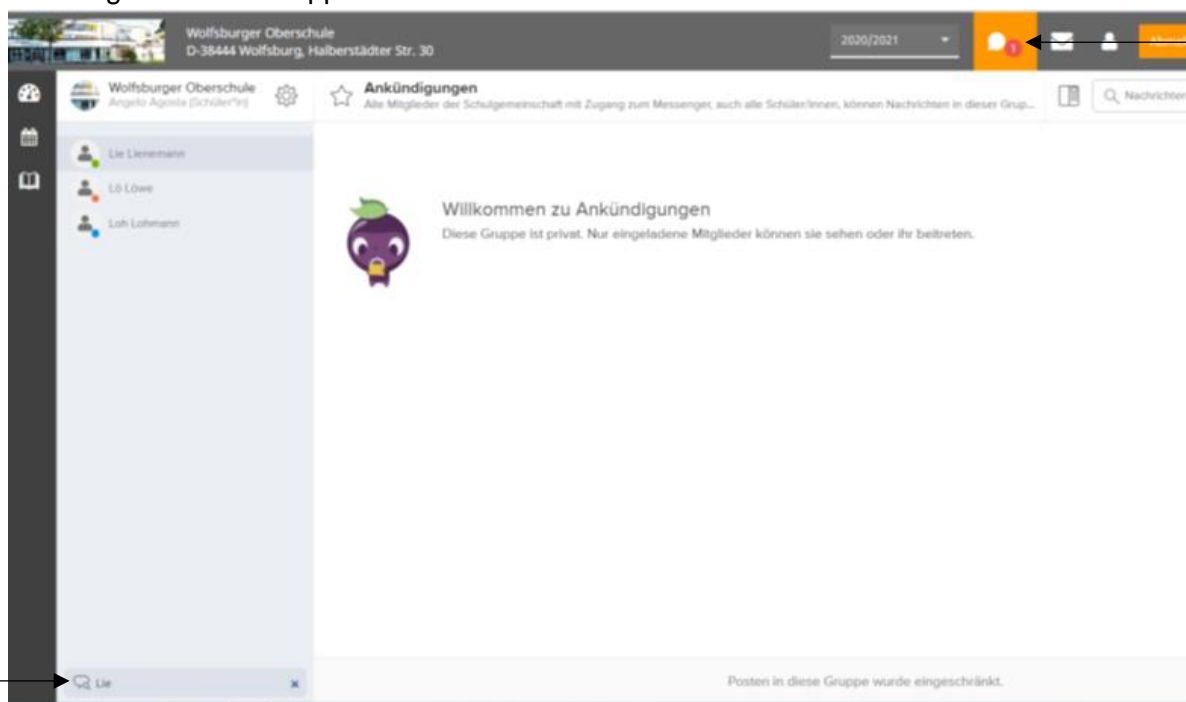 Wolfsburger Oberschule
D-38444 Wolfsburg, Halberstädter Str. 30
2020/2021
1
Wolfsburger Oberschule
Angelo Agosta (Schüler*in)
Ankündigungen
Alle Mitglieder der Schulgemeinschaft mit Zugang zum Messenger, auch alle Schüler/innen, können Nachrichten in dieser Grup...
Nachrichten
Lie Lienemann
Lö Löwe
Loh Lohmann
Willkommen zu Ankündigungen
Diese Gruppe ist privat. Nur eingeladene Mitglieder können sie sehen oder ihr beitreten.
Lie
Posten in diese Gruppe wurde eingeschränkt.